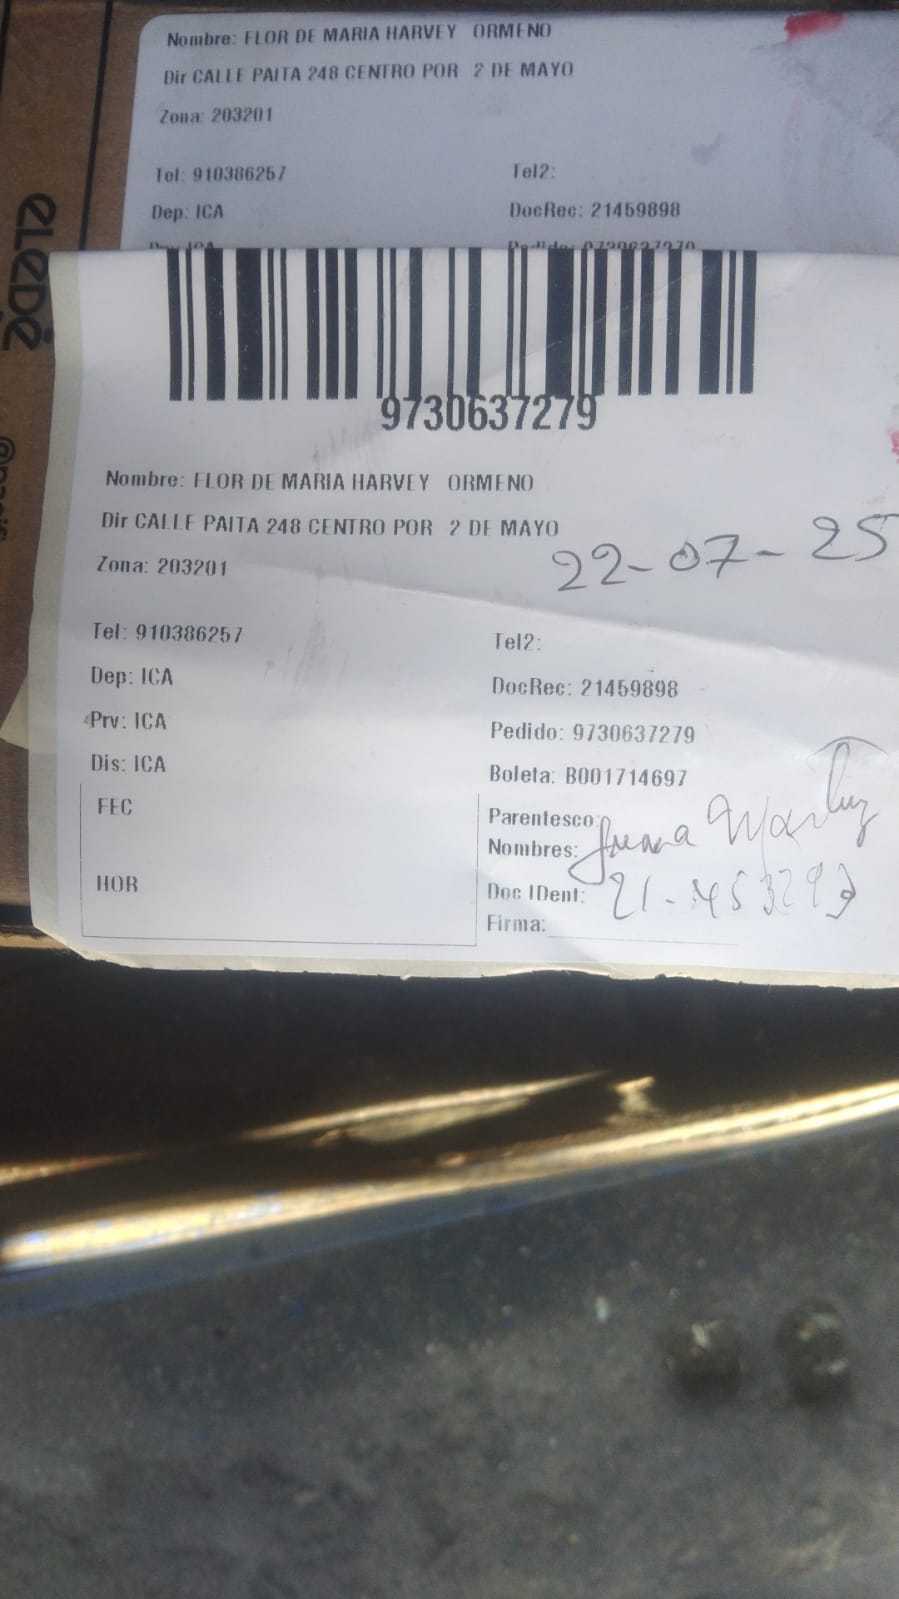 Nombre: FLOR DE MARIA HARVEY ORMENO
Dir CALLE PAITA 248 CENTRO POR 2 DE MAYO
Zona: 203201
Tel: 910386257 Tel2:
Dep: ICA DocRec: 21459898
eLeDé
9730637279
Nombre: FLOR DE MARIA HARVEY ORMENO
Dir CALLE PAITA 248 CENTRO POR 2 DE MAYO
22-07-25
Zona: 203201
Tel: 910386257 Tel2:
Dep: ICA DocRec: 21459898
Prv: ICA Pedido: 9730637279
Dis: ICA Boleta: B001714697
FEC Parentesco:
Nombres: Juana
HOR Doc IDent:
Firma: